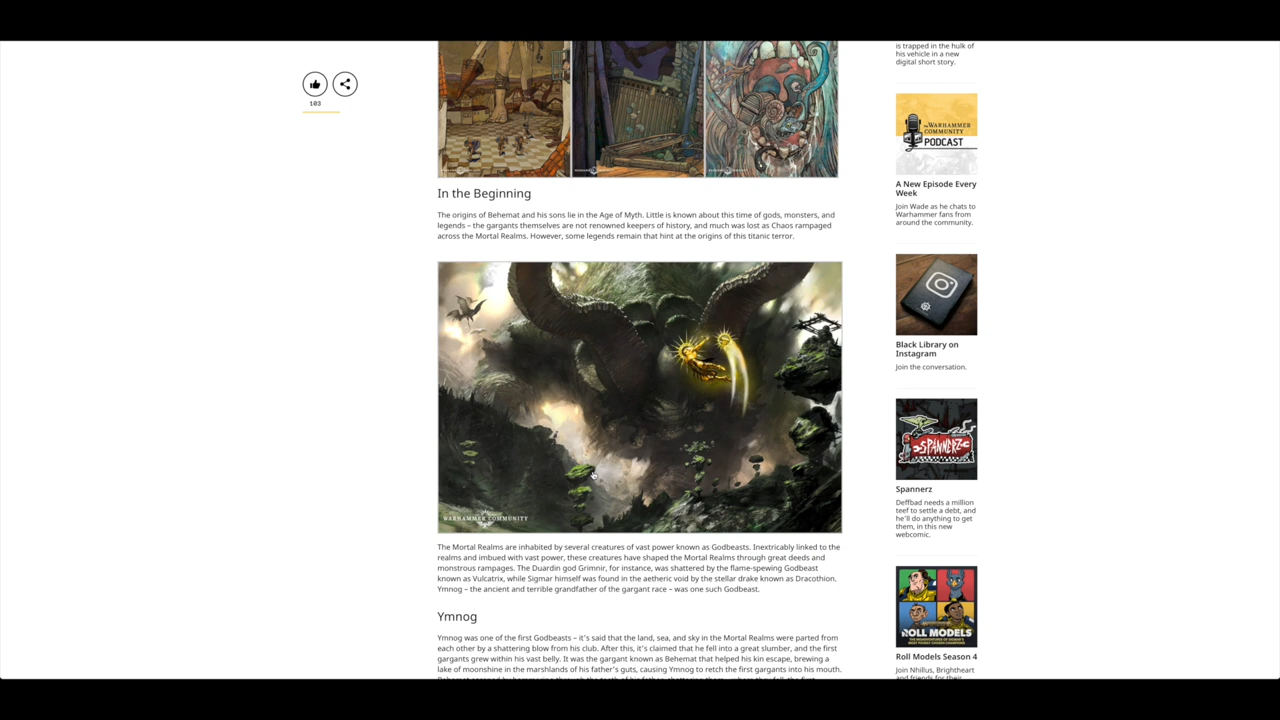 103
In the Beginning
The origins of Behemat and his sons lie in the Age of Myth. Little is known about this time of gods, monsters, and
legends – the gargants themselves are not renowned keepers of history, and much was lost as Chaos rampaged
across the Mortal Realms. However, some legends remain that hint at the origins of this titanic terror.
WARHAMMER COMMUNITY
The Mortal Realms are inhabited by several creatures of vast power known as Godbeasts. Inextricably linked to the
realms and imbued with vast power, these creatures have shaped the Mortal Realms through great deeds and
monstrous rampages. The Duardin god Grimnir, for instance, was shattered by the flame-spewing Godbeast
known as Vulcatrix, while Sigmar himself was found in the aetheric void by the stellar drake known as Dracothion.
Ymnog – the ancient and terrible grandfather of the gargant race – was one such Godbeast.
Ymnog
Ymnog was one of the first Godbeasts – it's said that the land, sea, and sky in the Mortal Realms were parted from
each other by a shattering blow from his club. After this, it's claimed that he fell into a great slumber, and the first
gargants grew within his vast belly. It was the gargant known as Behemat that helped his kin escape, brewing a
lake of moonshine in the marshlands of his father's guts, causing Ymnog to retch the first gargants into his mouth.
is trapped in the hulk of
his vehicle in a new
digital short story.
THE WARHAMMER
COMMUNITY
PODCAST
A New Episode Every
Week
Join Wade as he chats to
Warhammer fans from
around the community.
Black Library on
Instagram
Join the conversation.
SPANNERZ
Spannerz
Deffbad needs a million
teef to settle a debt, and
he'll do anything to get
them, in this new
webcomic.
ROLL MODELS
Roll Models Season 4
Join Nhillus, Brightheart
and friends for their